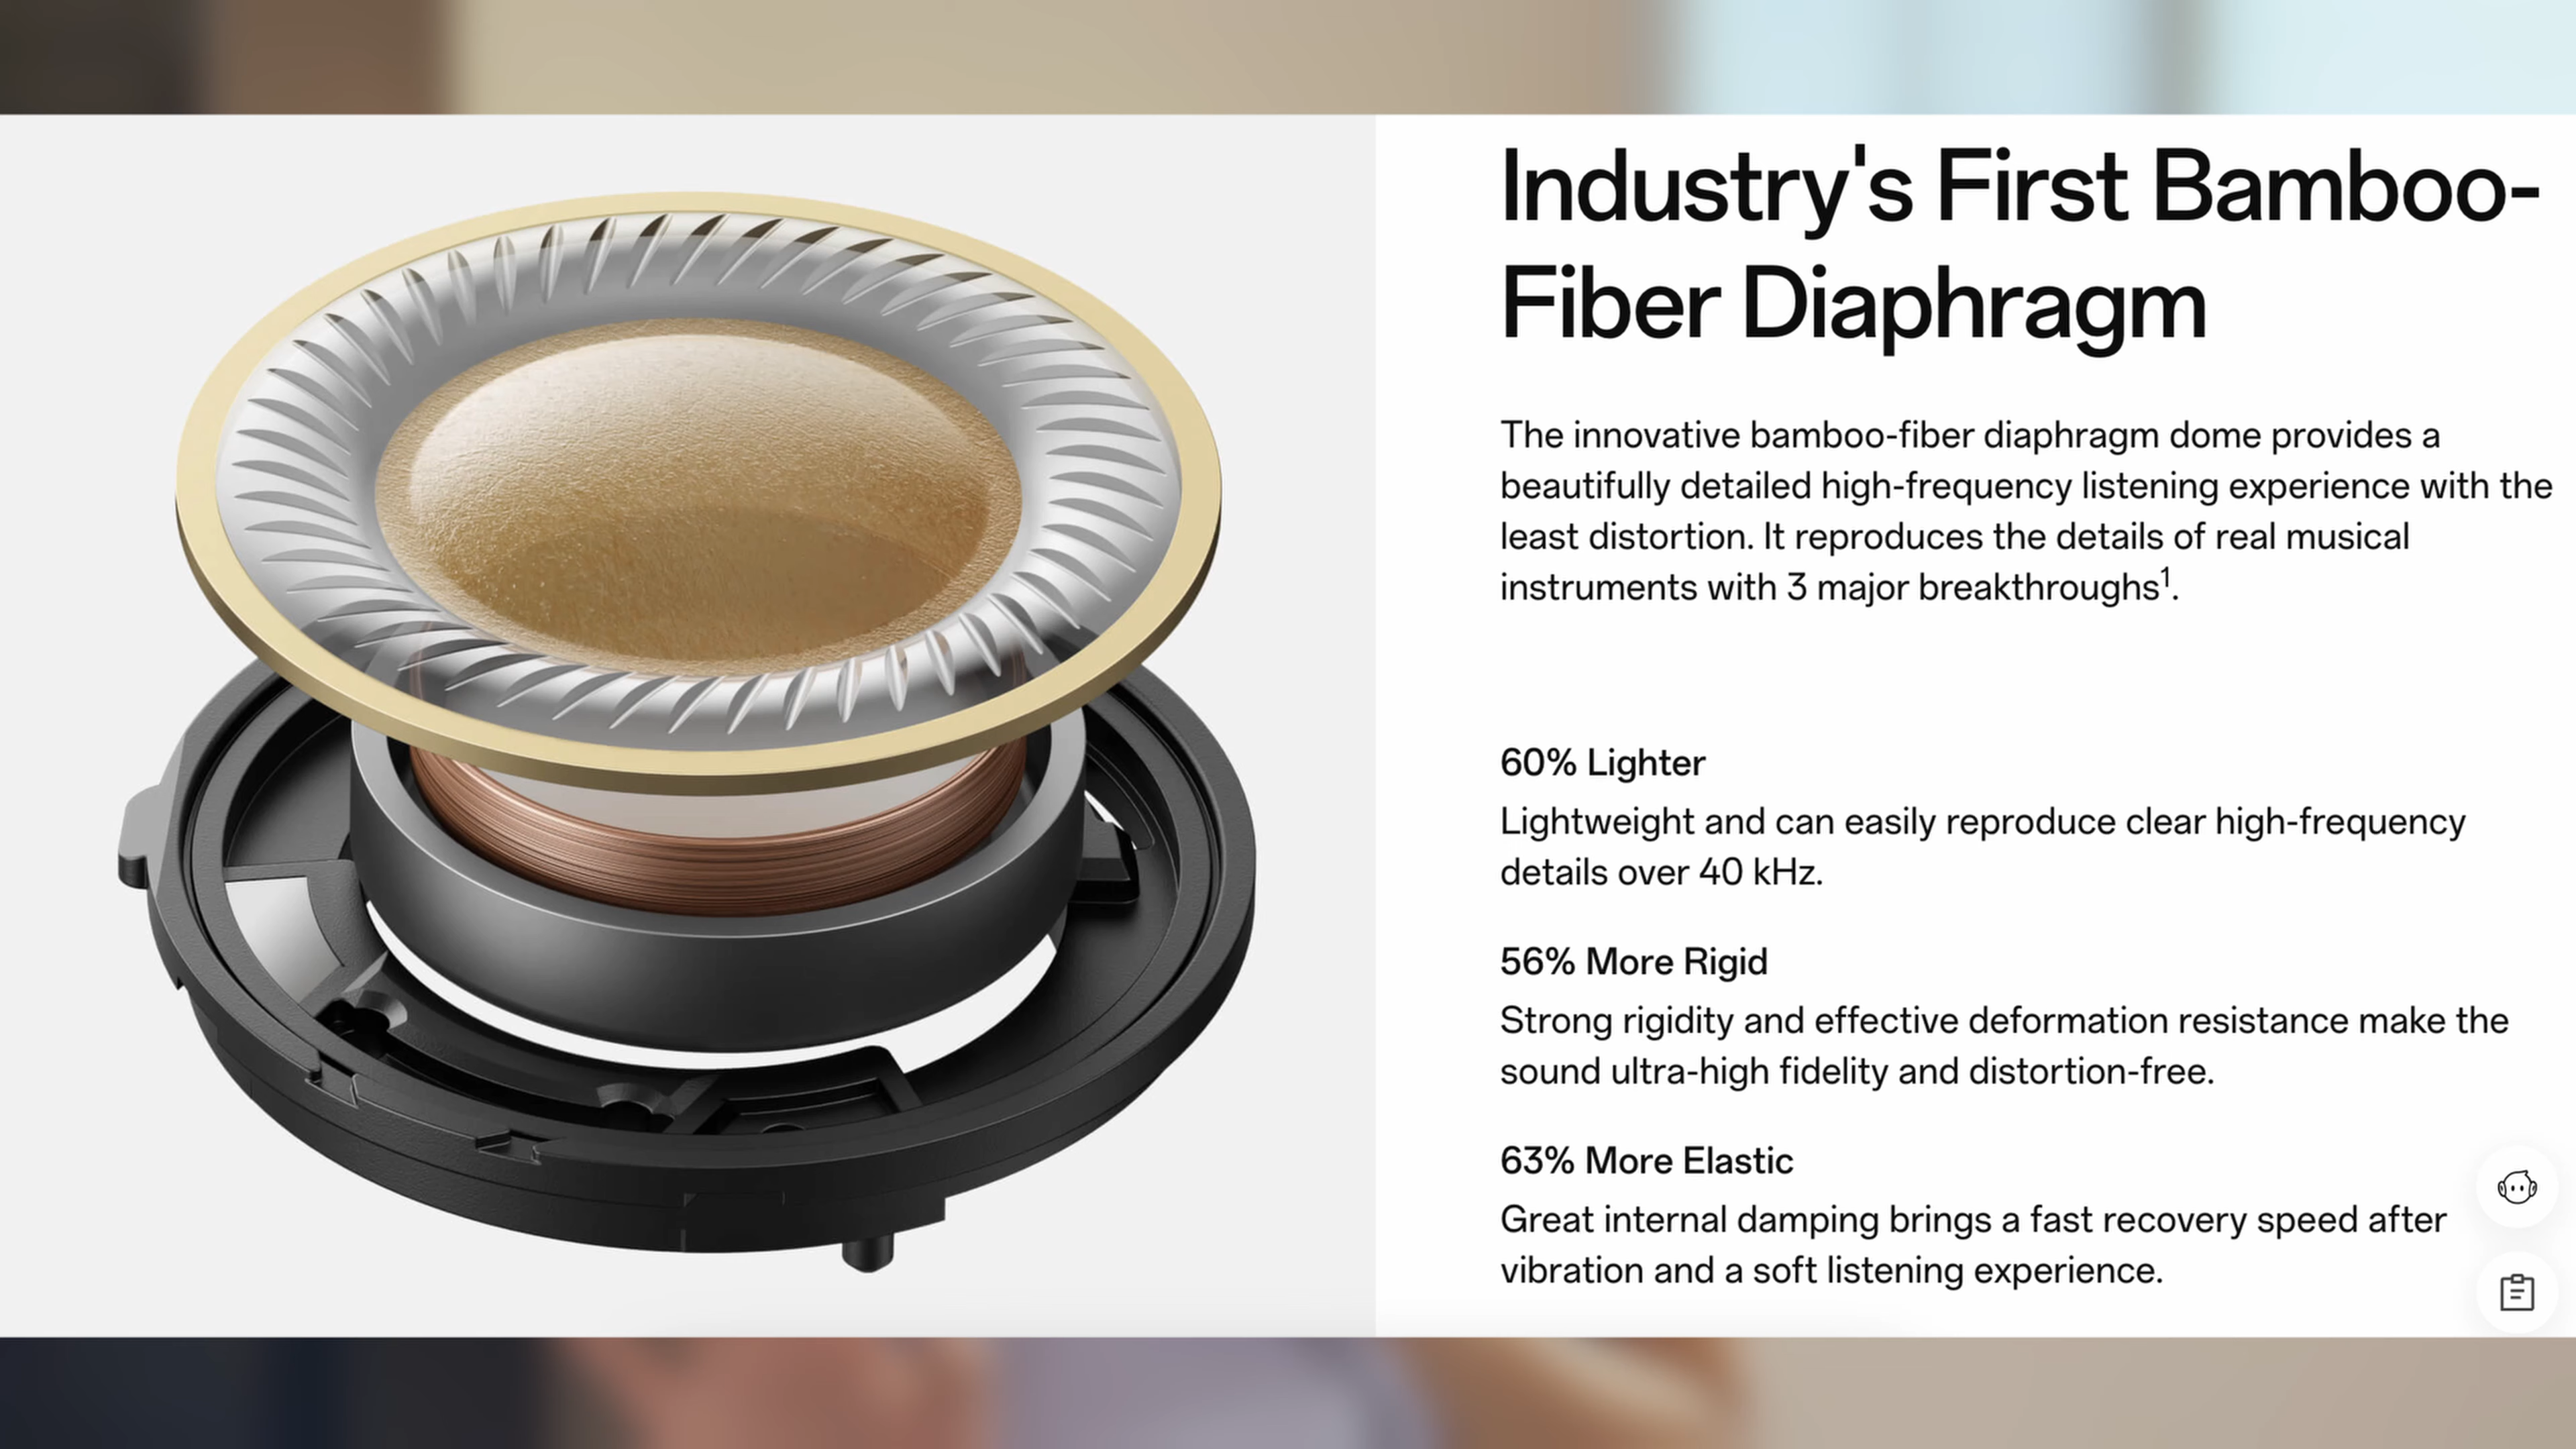 Industry's First Bamboo-
Fiber Diaphragm
The innovative bamboo-fiber diaphragm dome provides a
beautifully detailed high-frequency listening experience with the
least distortion. It reproduces the details of real musical
instruments with 3 major breakthroughs¹.
60% Lighter
Lightweight and can easily reproduce clear high-frequency
details over 40 kHz.
56% More Rigid
Strong rigidity and effective deformation resistance make the
sound ultra-high fidelity and distortion-free.
63% More Elastic
Great internal damping brings a fast recovery speed after
vibration and a soft listening experience.